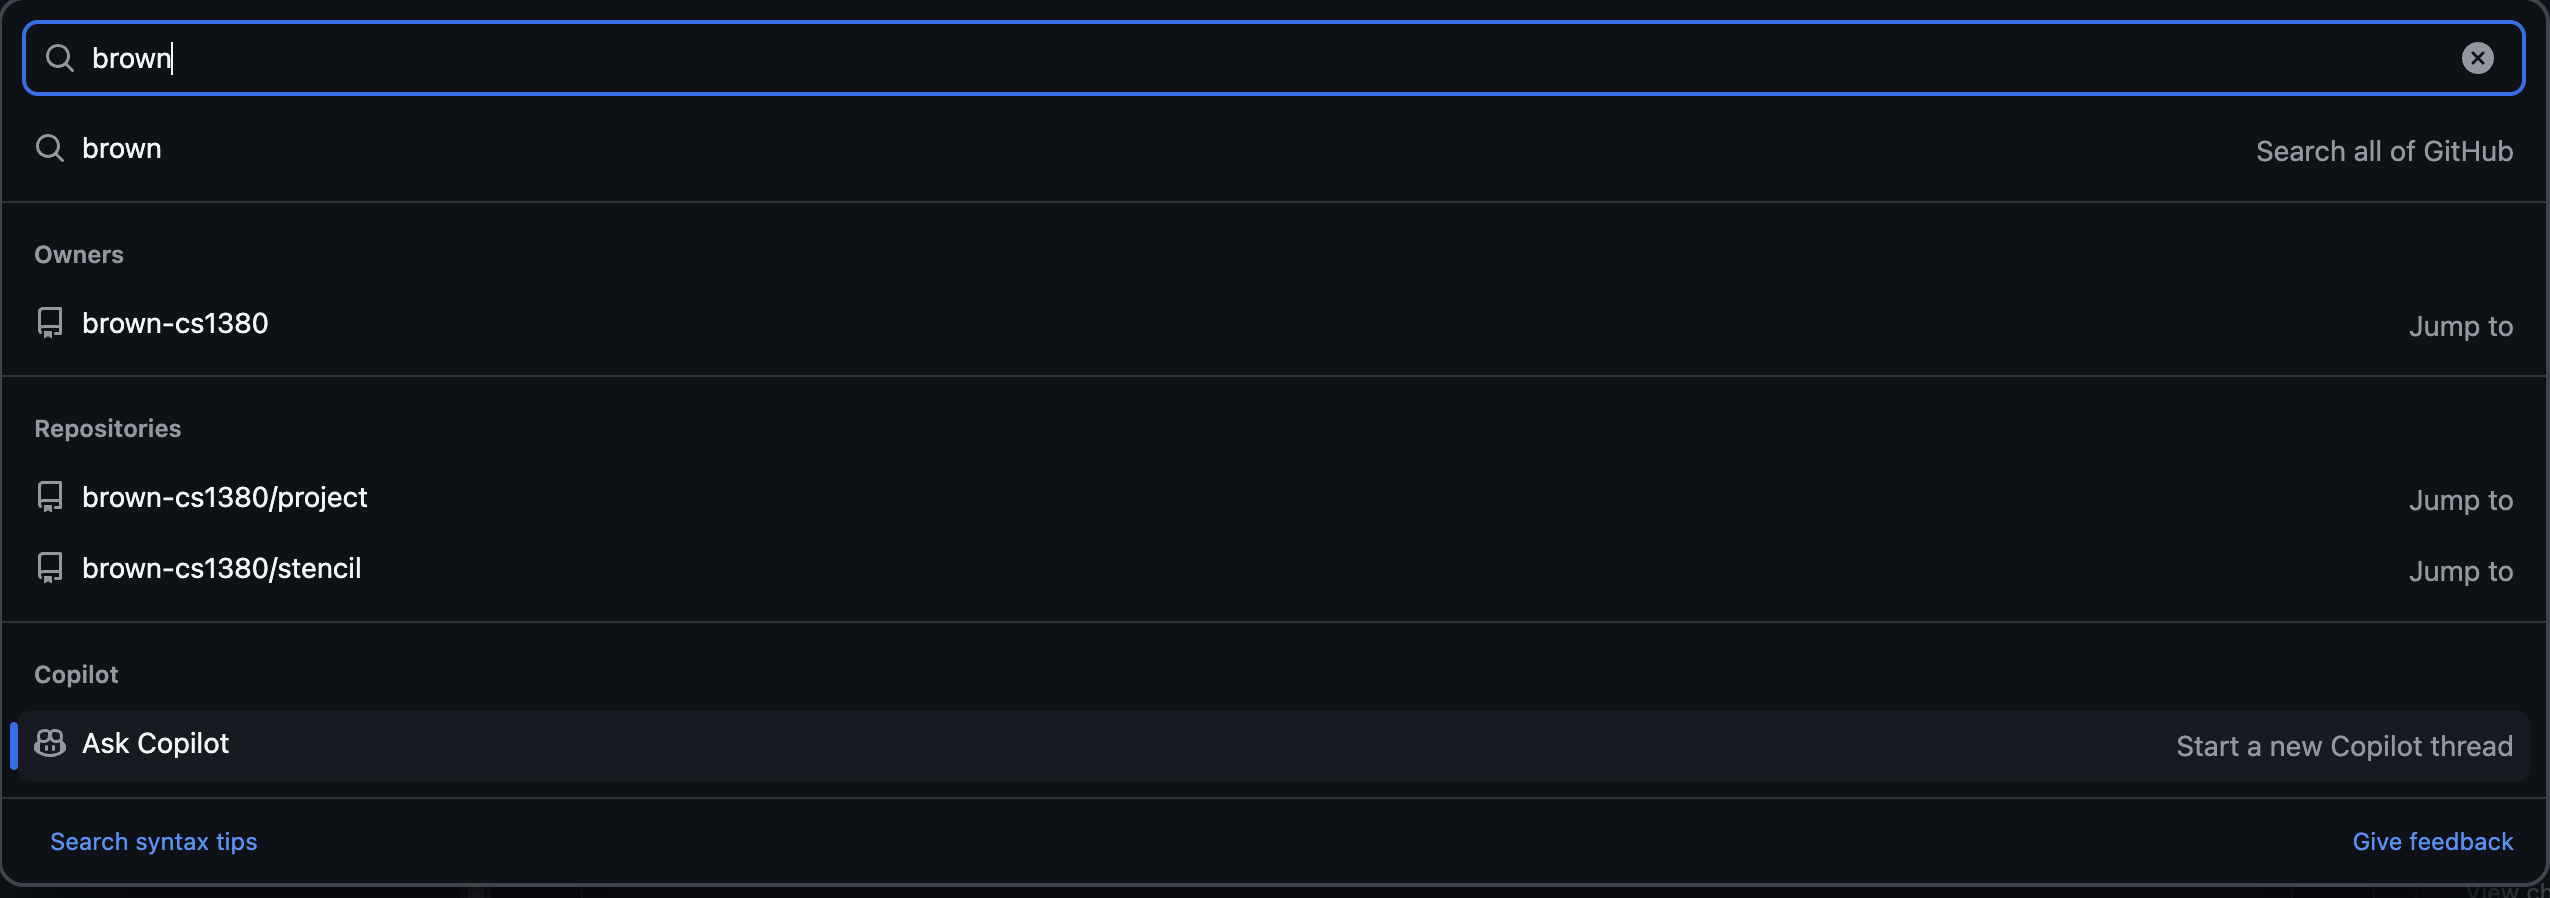 brown
brown Search all of GitHub
Owners
brown-cs1380 Jump to
Repositories
brown-cs1380/project Jump to
brown-cs1380/stencil Jump to
Copilot
Ask Copilot Start a new Copilot thread
Search syntax tips Give feedback
View